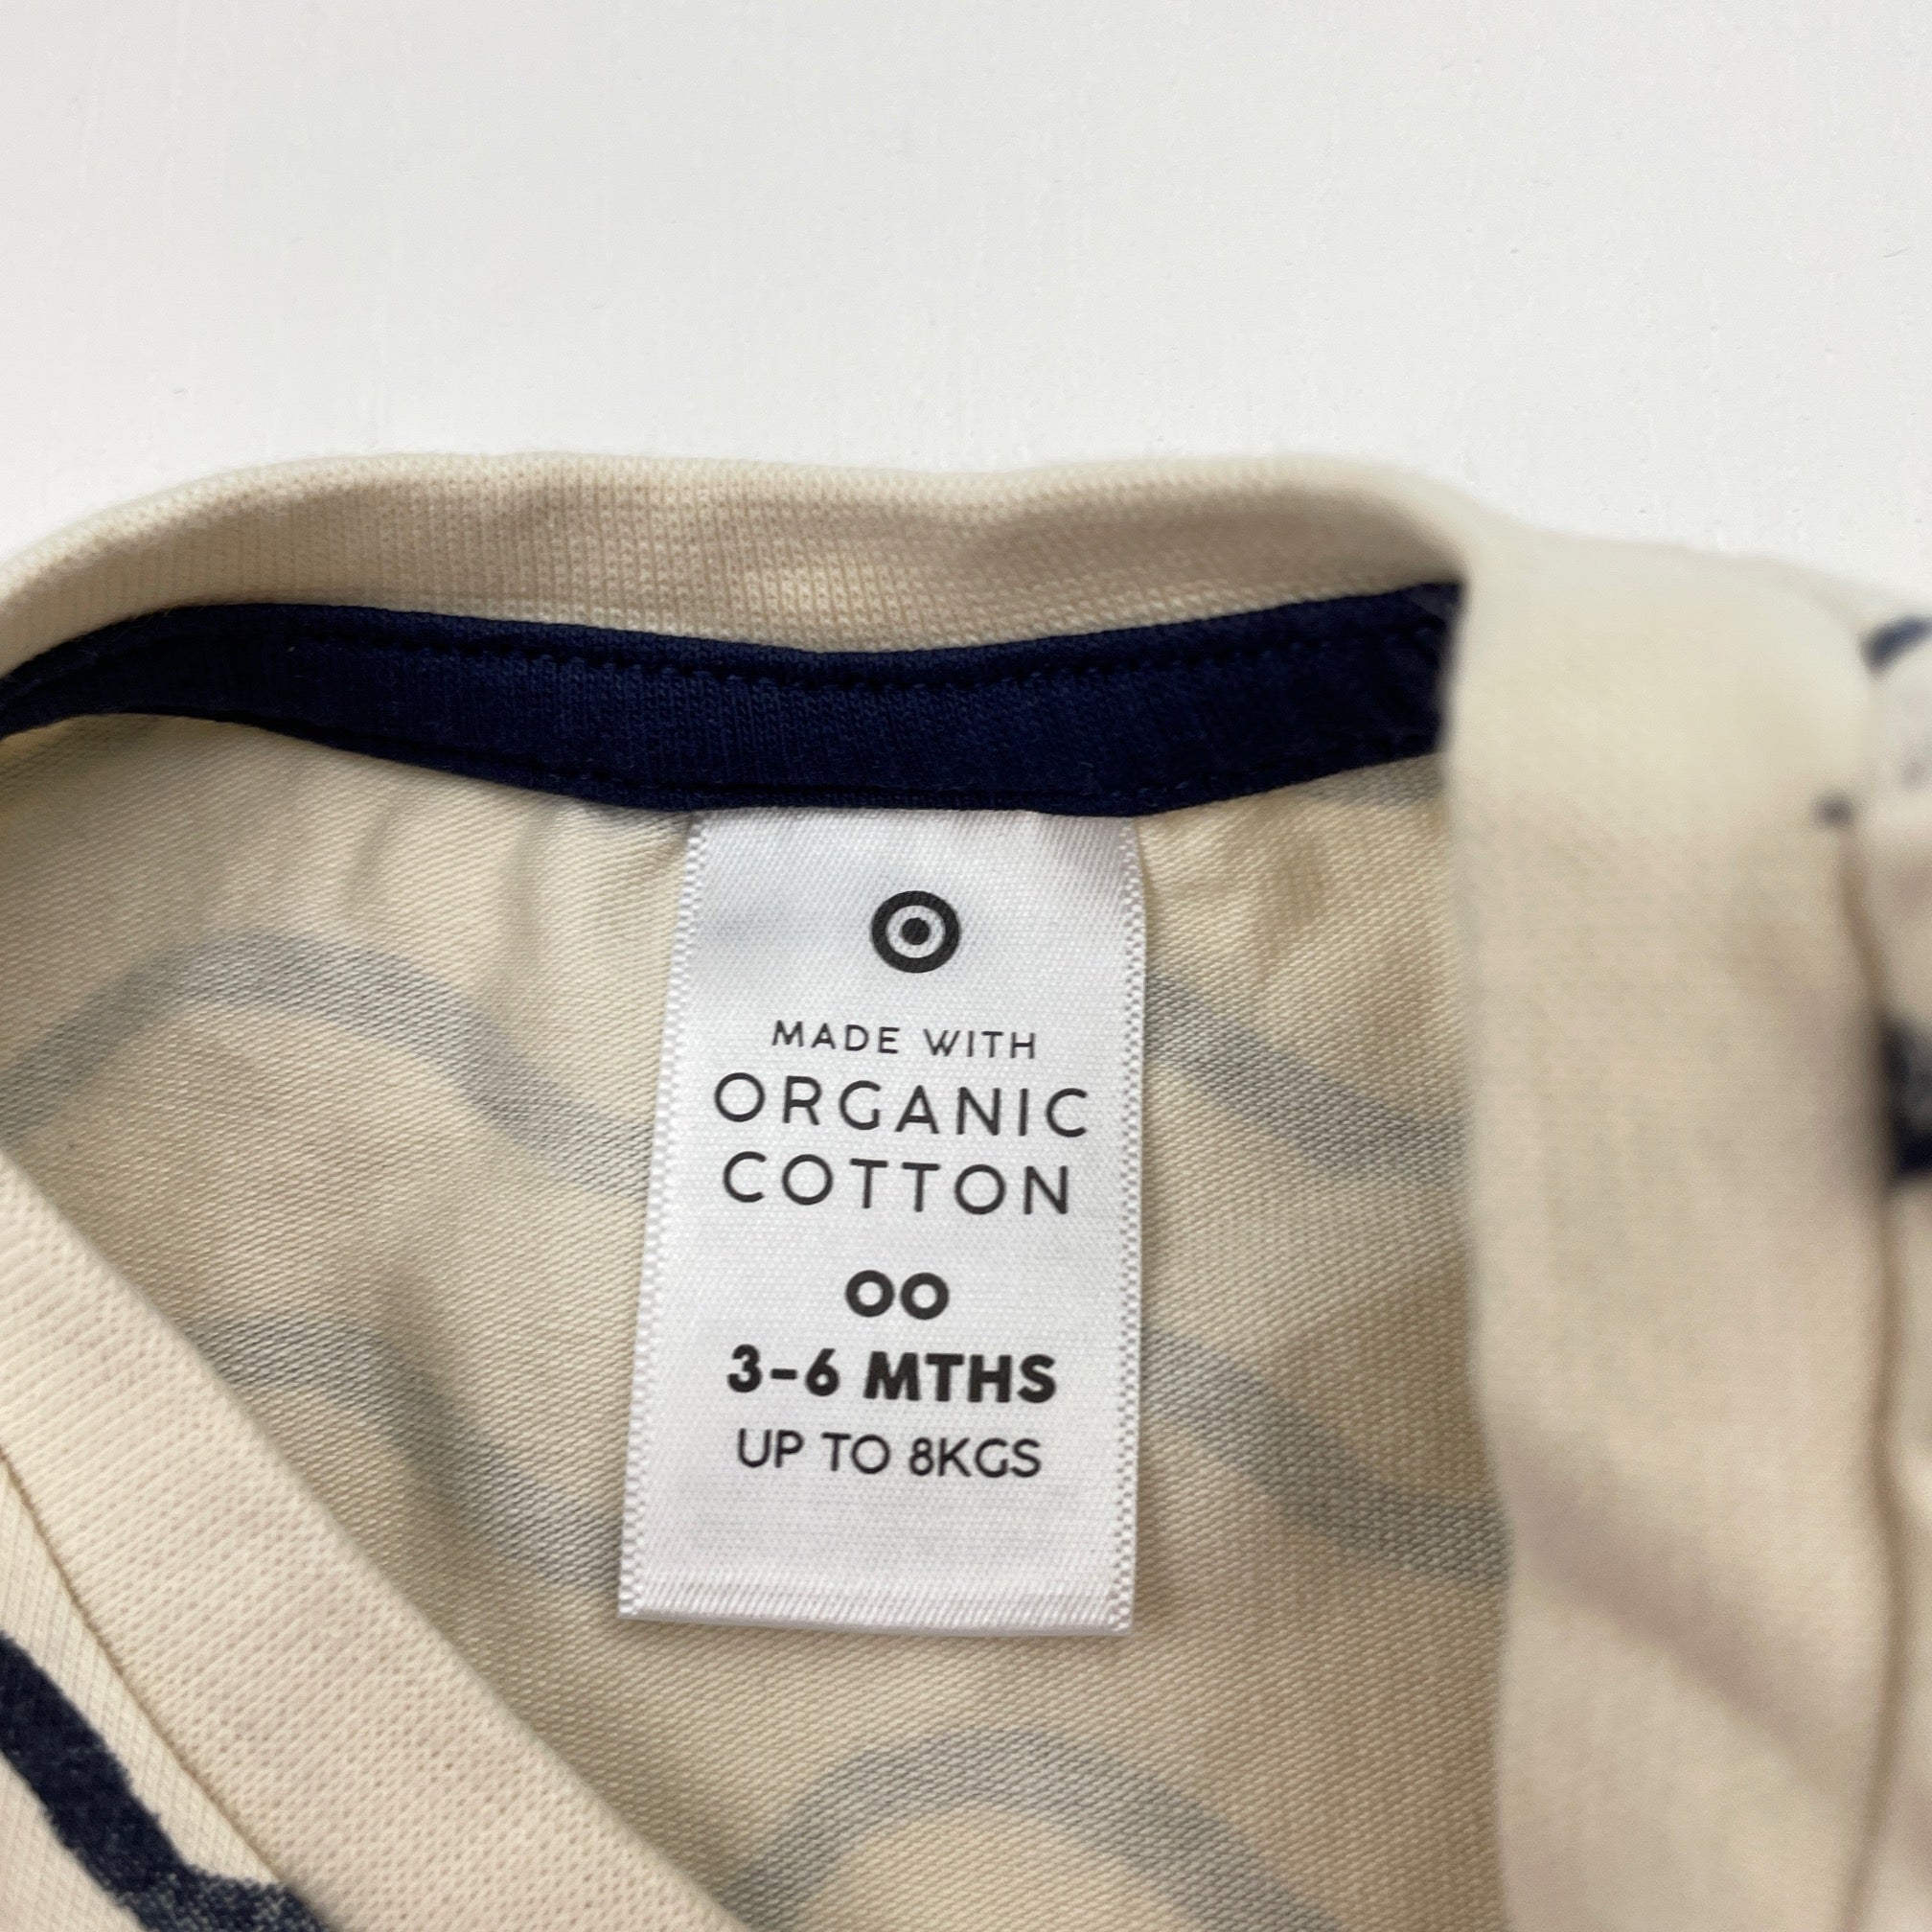 MADE WITH
ORGANIC
COTTON
00
3-6 MTHS
UP TO 8KGS